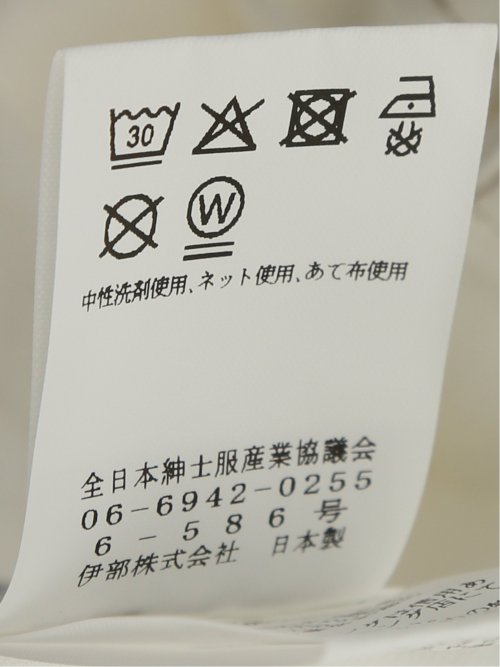 30
W
中性洗剤使用、ネット使用、あて布使用
全日本紳士服産業協議会
06-6942-0255
6-586号
伊部株式会社 日本製